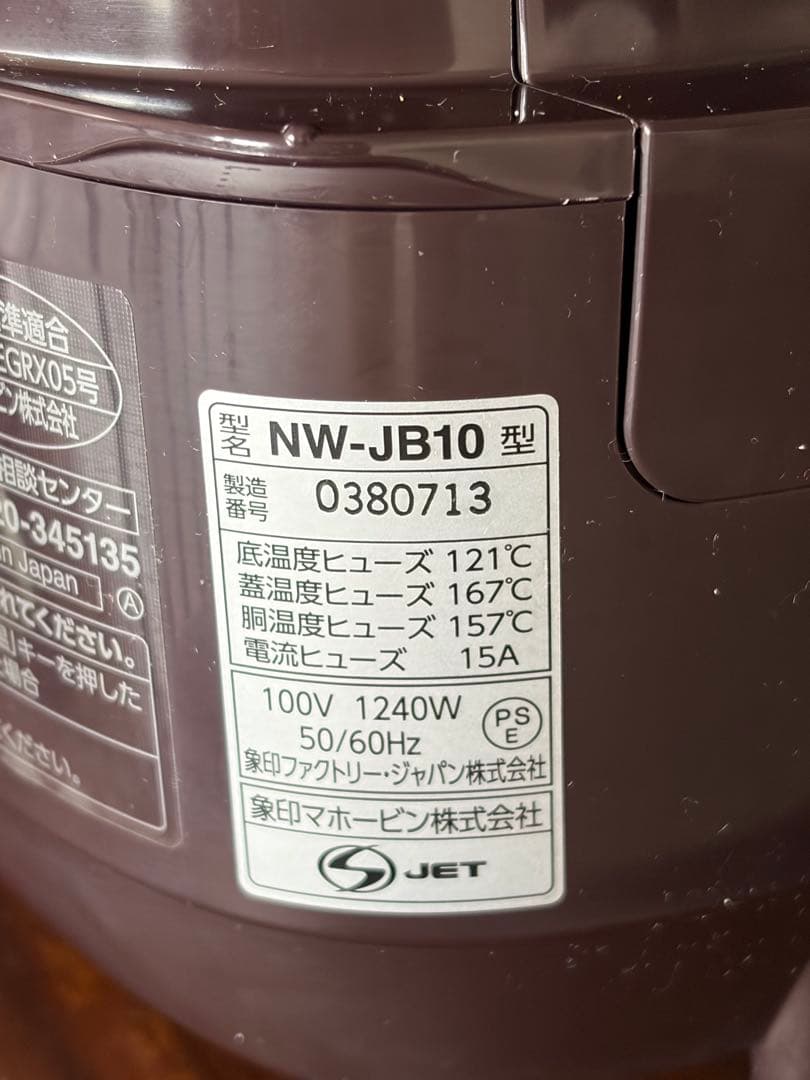 準適合
EGRX05号
ビン株式会社
相談センター
0-345135
n Japan
A
れてください。
」キーを押した
場合
ください。
型名 NW-JB10 型
製造番号 0380713
底温度ヒューズ 121℃
蓋温度ヒューズ 167℃
胴温度ヒューズ 157℃
電流ヒューズ 15A
100V 1240W
50/60Hz
PSE
象印ファクトリー・ジャパン株式会社
象印マホービン株式会社
JET